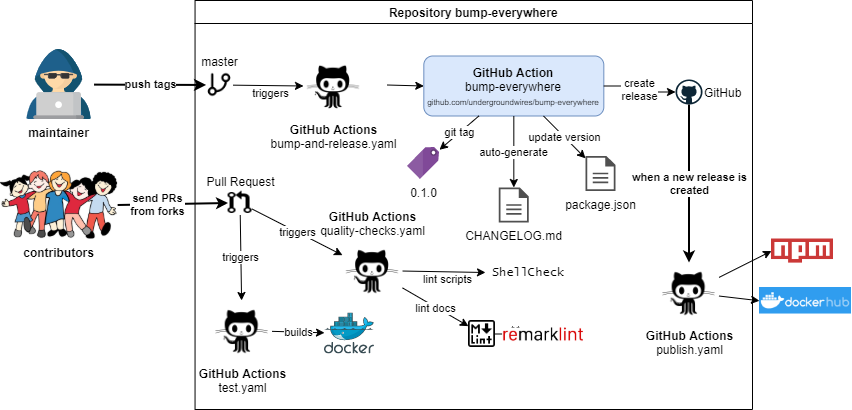 Repository bump-everywhere
master
push tags
triggers
maintainer
GitHub Actions
bump-and-release.yaml
GitHub Action
bump-everywhere
github.com/undergroundwires/bump-everywhere
create
release
GitHub
git tag
auto-generate
update version
0.1.0
CHANGELOG.md
package.json
when a new release is
created
contributors
send PRs
from forks
Pull Request
triggers
triggers
GitHub Actions
quality-checks.yaml
lint scripts
ShellCheck
lint docs
M
Lint
remarklint
GitHub Actions
test.yaml
builds
docker
GitHub Actions
publish.yaml
npm
dockerhub